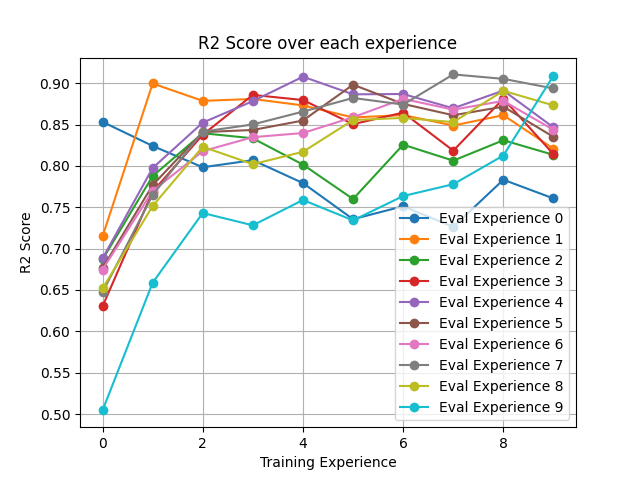 R2 Score over each experience
R2 Score
0.90
0.85
0.80
0.75
0.70
0.65
0.60
0.55
0.50
0
2
4
6
8
Training Experience
Eval Experience 0
Eval Experience 1
Eval Experience 2
Eval Experience 3
Eval Experience 4
Eval Experience 5
Eval Experience 6
Eval Experience 7
Eval Experience 8
Eval Experience 9